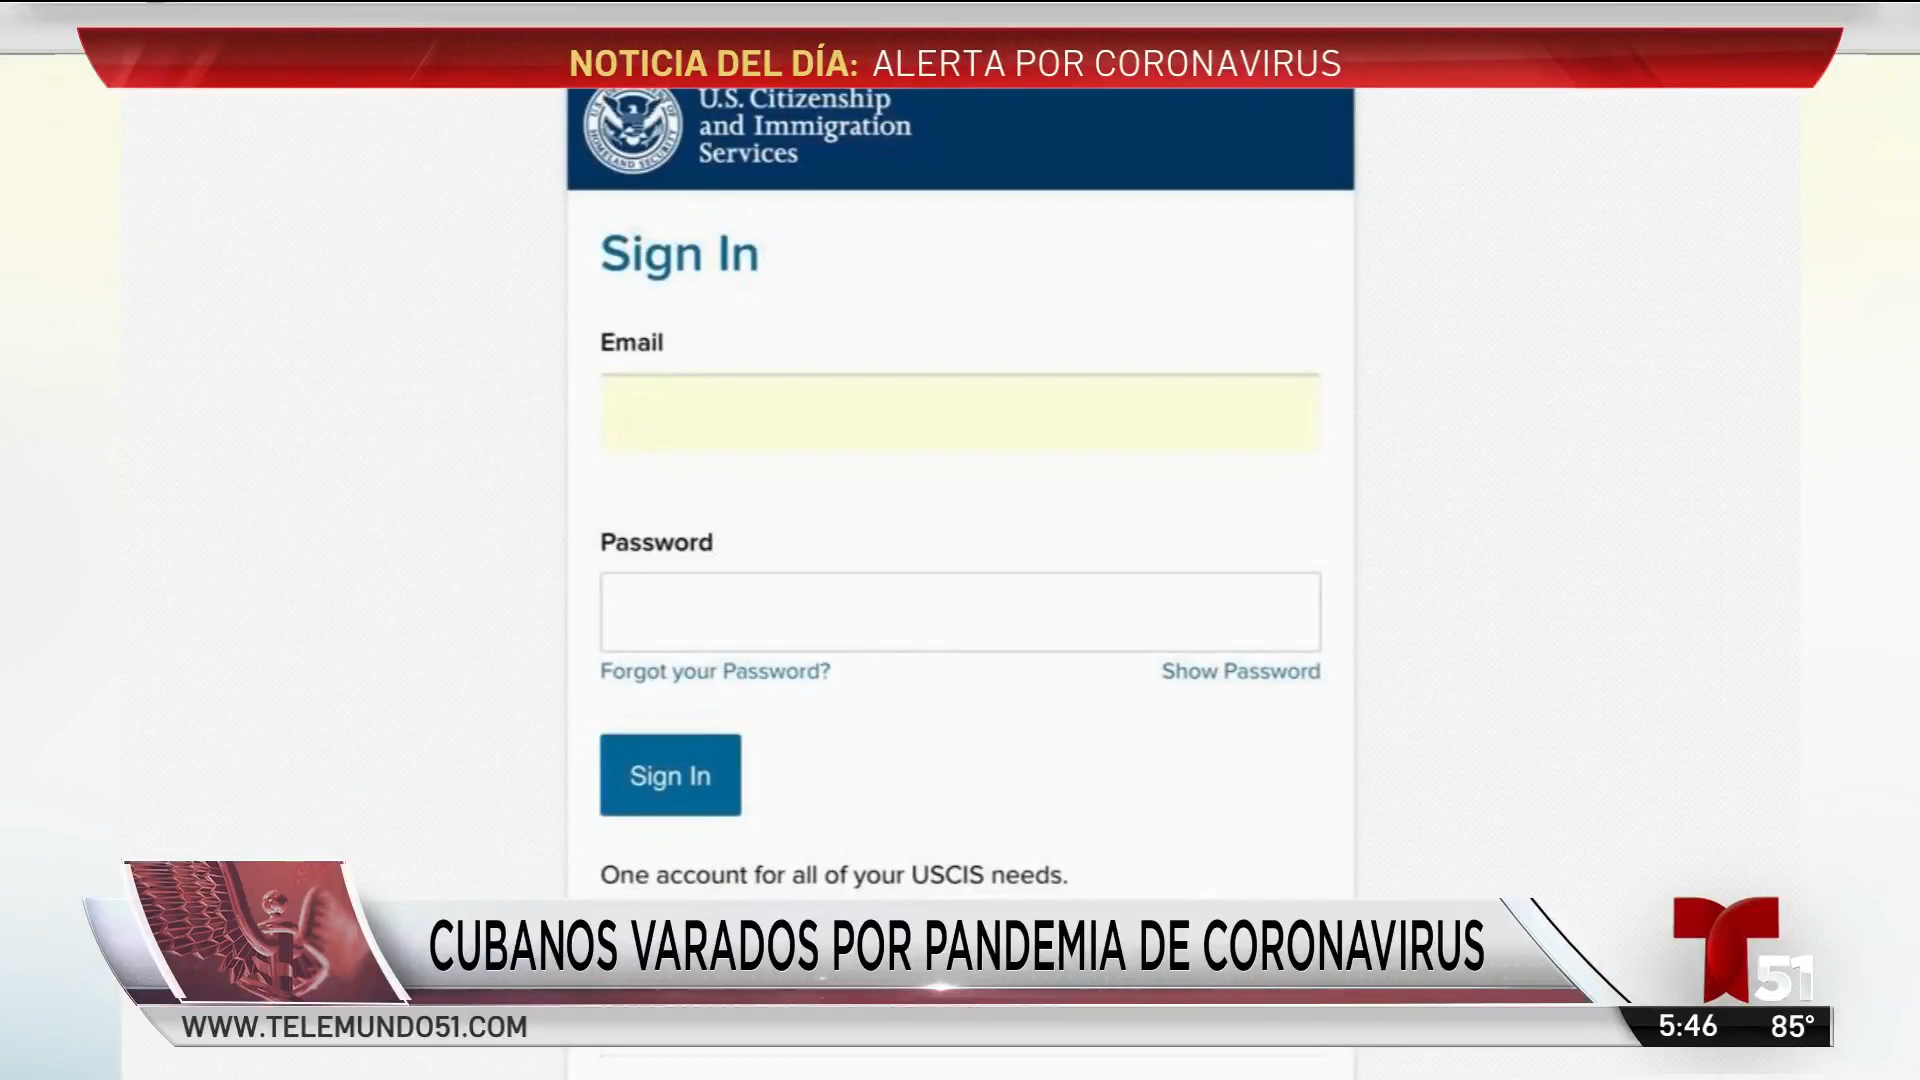 NOTICIA DEL DÍA: ALERTA POR CORONAVIRUS
U.S. Citizenship
and Immigration
Services
Sign In
Email
Password
Forgot your Password?
Show Password
Sign In
One account for all of your USCIS needs.
CUBANOS VARADOS POR PANDEMIA DE CORONAVIRUS
51
WWW.TELEMUNDO51.COM
5:46 85°